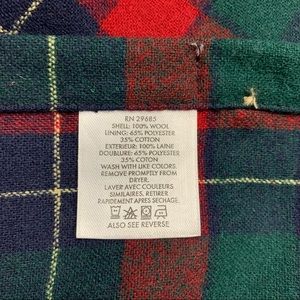 RN 29685
SHELL: 100% WOOL
LINING: 65% POLYESTER
35% COTTON
EXTERIEUR: 100% LAINE
DOUBLURE: 65% POLYESTER
35% COTON
WASH WITH LIKE COLORS.
REMOVE PROMPTLY FROM
DRYER.
LAVER AVEC COULEURS
SIMILAIRES. RETIRER
RAPIDEMENT APRES SECHAGE.
ALSO SEE REVERSE